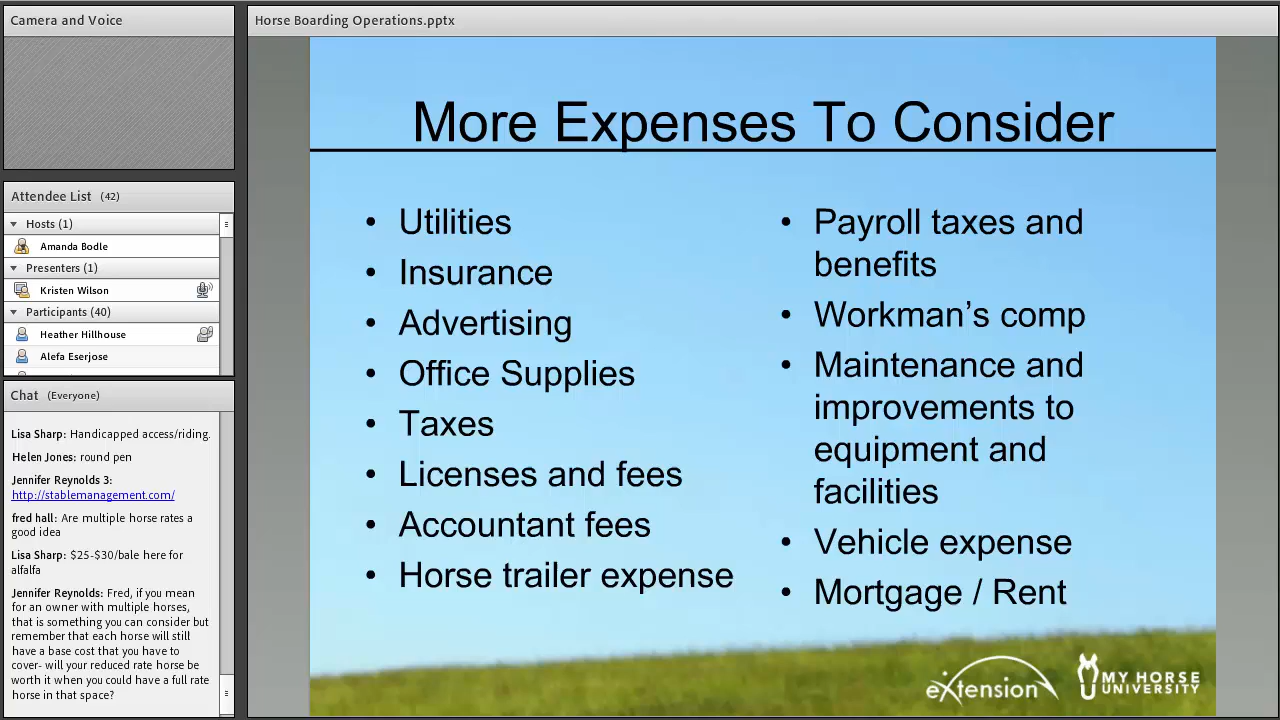 Camera and Voice
Attendee List (42)
Hosts (1)
Amanda Bodle
Presenters (1)
Kristen Wilson
Participants (40)
Heather Hillhouse
Alefa Eserjose
Chat (Everyone)
Lisa Sharp: Handicapped access/riding.
Helen Jones: round pen
Jennifer Reynolds 3:
http://stablemanagement.com/
fred hall: Are multiple horse rates a
good idea
Lisa Sharp: $25-$30/bale here for
alfalfa
Jennifer Reynolds: Fred, if you mean
for an owner with multiple horses,
that is something you can consider but
remember that each horse will still
have a base cost that you have to
cover- will your reduced rate horse be
worth it when you could have a full rate
horse in that space?
Horse Boarding Operations.pptx
More Expenses To Consider
• Utilities
• Insurance
• Advertising
• Office Supplies
• Taxes
• Licenses and fees
• Accountant fees
• Horse trailer expense
• Payroll taxes and
benefits
• Workman’s comp
• Maintenance and
improvements to
equipment and
facilities
• Vehicle expense
• Mortgage / Rent
eXtension
MY HORSE
UNIVERSITY